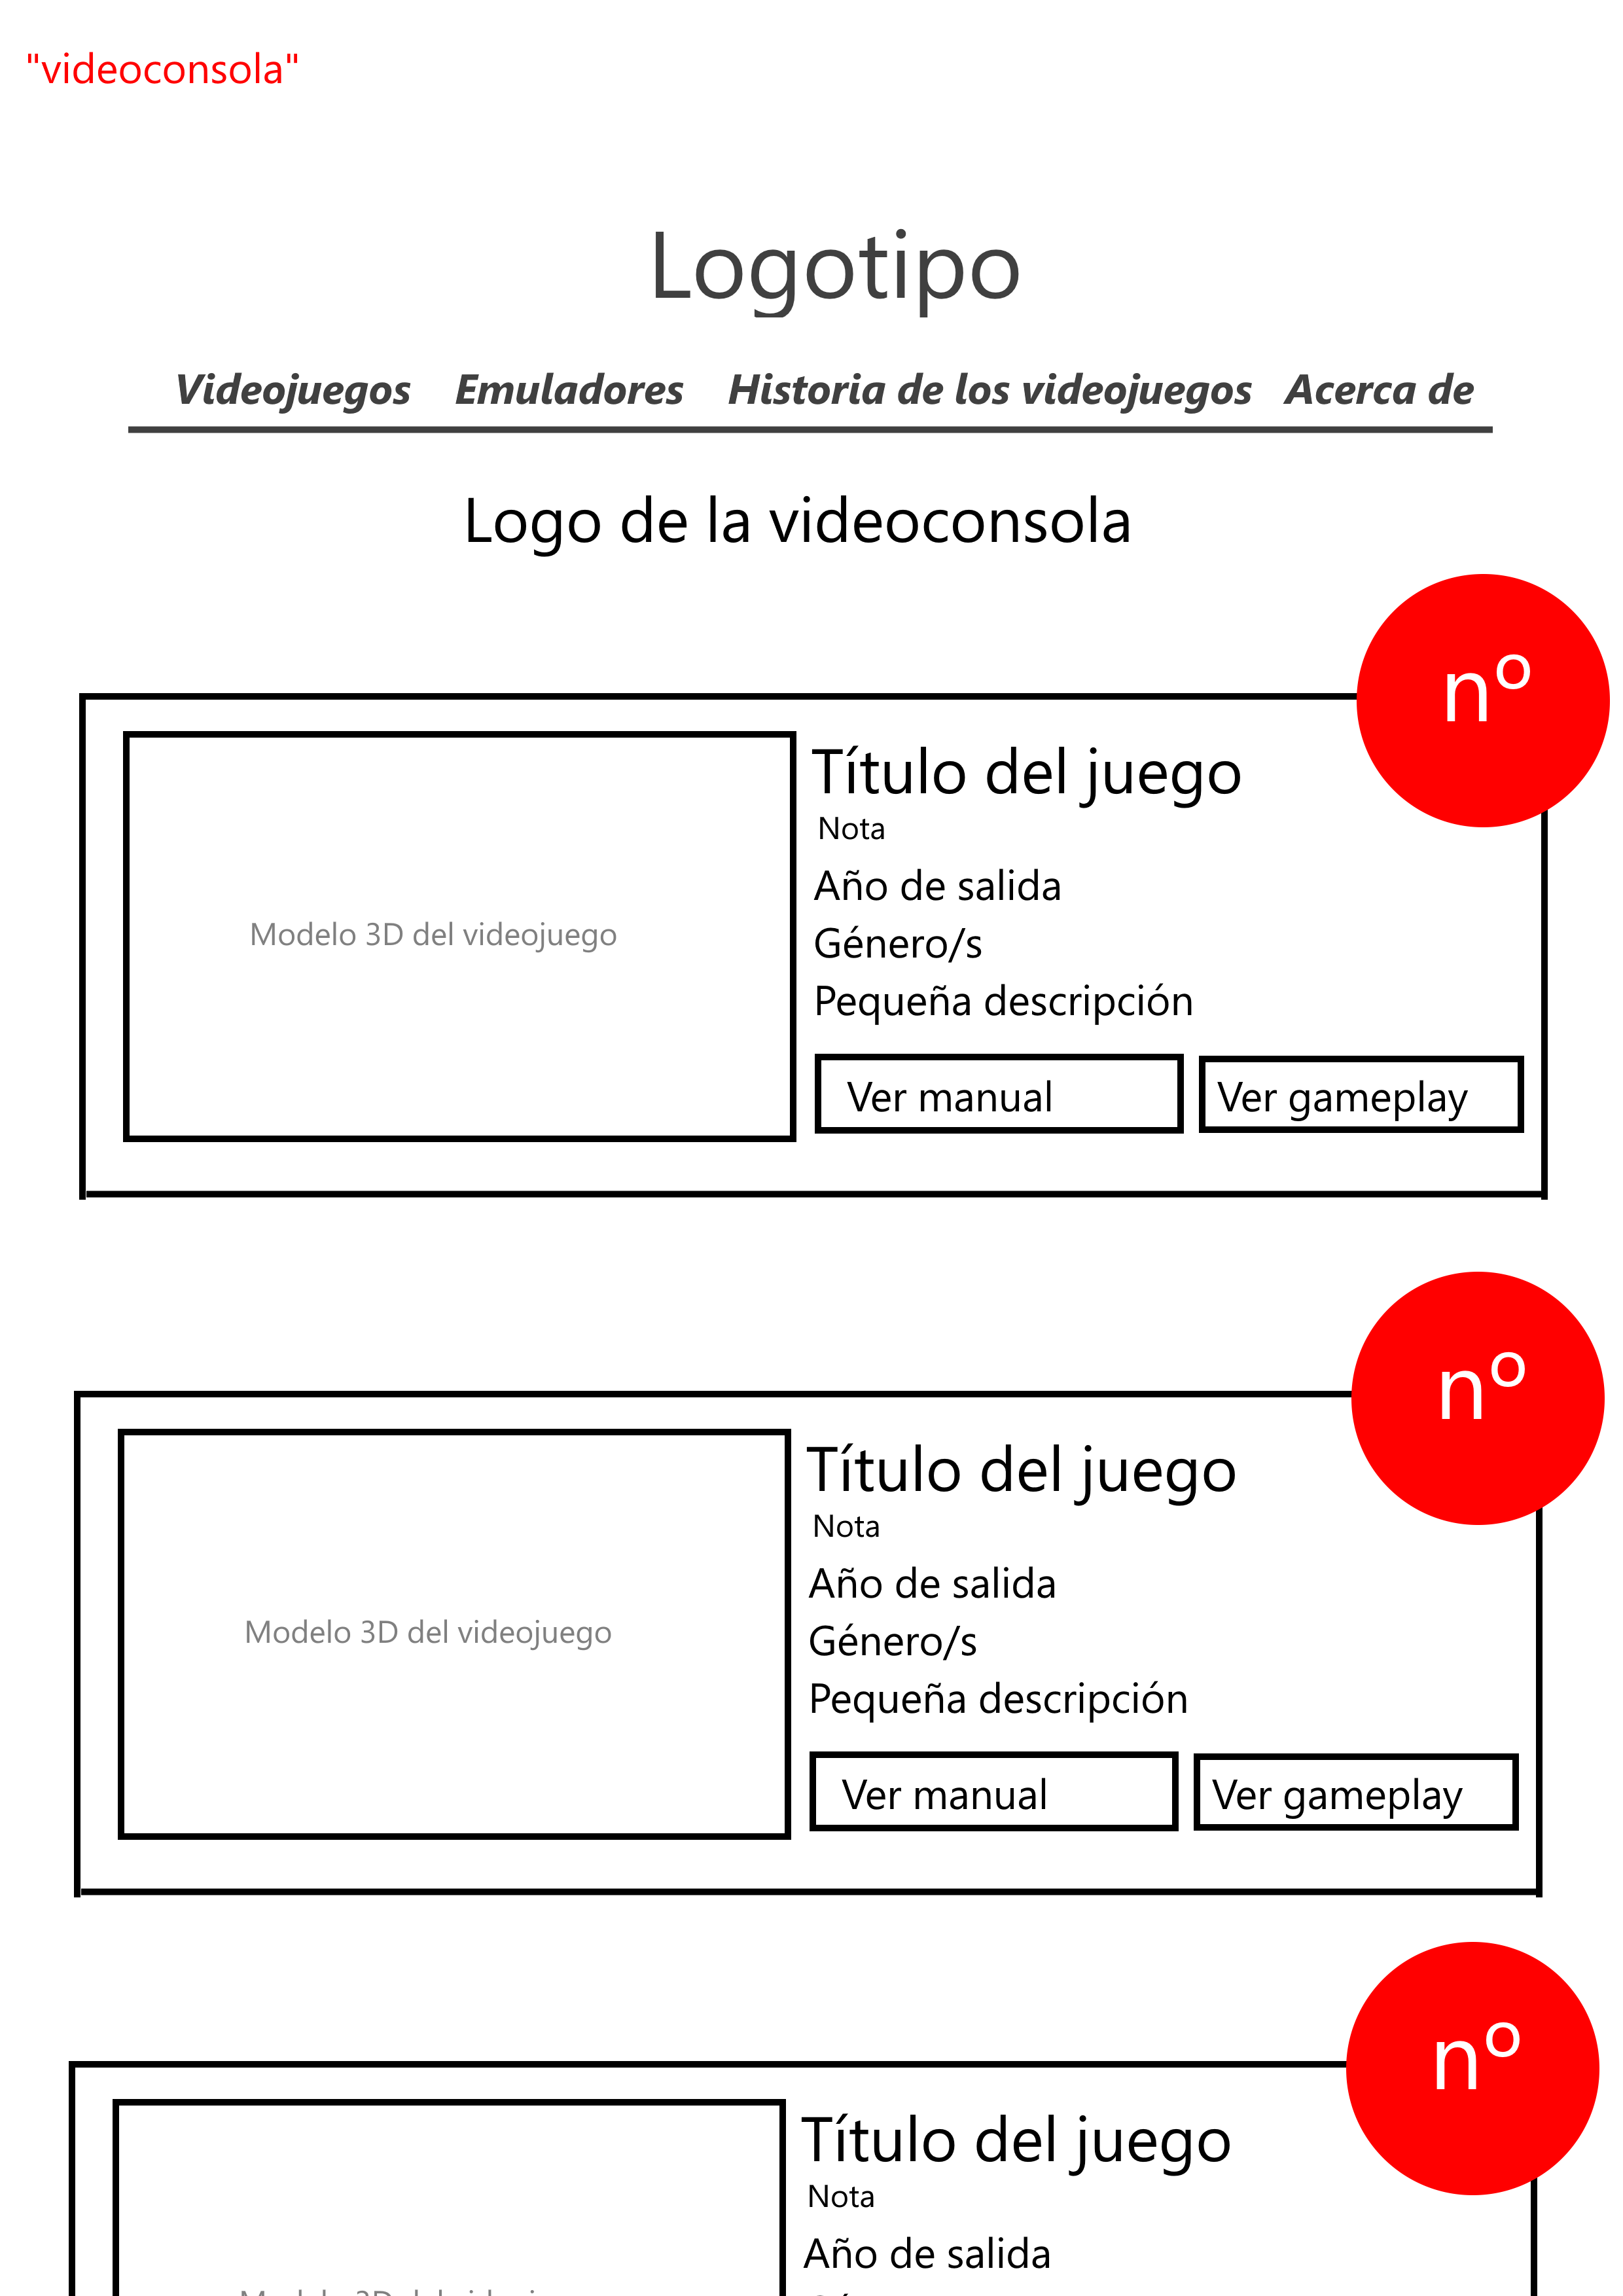 "videoconsola"
Logotipo
Videojuegos Emuladores Historia de los videojuegos Acerca de
Logo de la videoconsola
nº
Título del juego
Nota
Año de salida
Modelo 3D del videojuego
Género/s
Pequeña descripción
Ver manual
Ver gameplay
nº
Título del juego
Nota
Año de salida
Modelo 3D del videojuego
Género/s
Pequeña descripción
Ver manual
Ver gameplay
nº
Título del juego
Nota
Año de salida